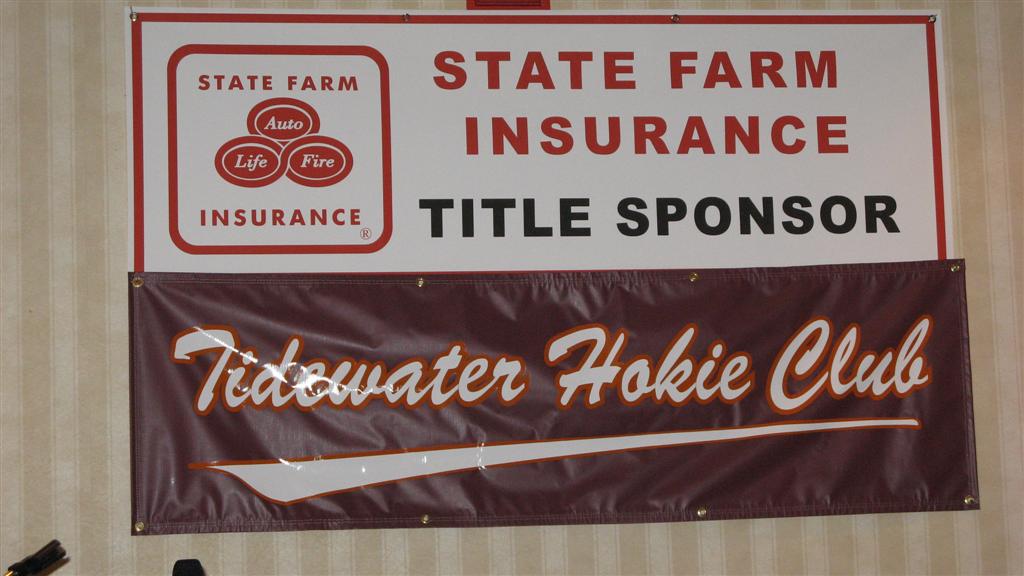 STATE FARM
Auto
Life Fire
INSURANCE
®
STATE FARM
INSURANCE
TITLE SPONSOR
Tidewater Hokie Club